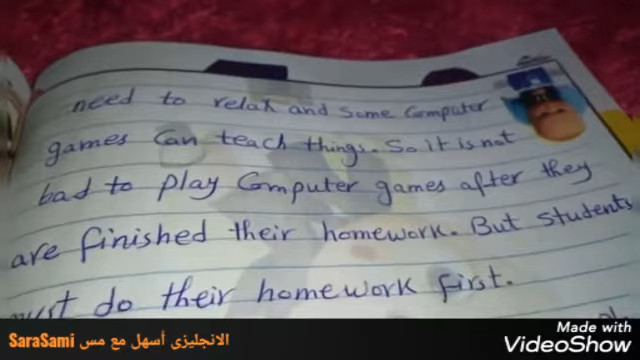 need to relax and some Computer
games Can teach things. So it is not
bad to play Computer games after they
are finished their homework. But students
must do their homework first.
الانجليزى أسهل مع مس SaraSami
Made with
VideoShow